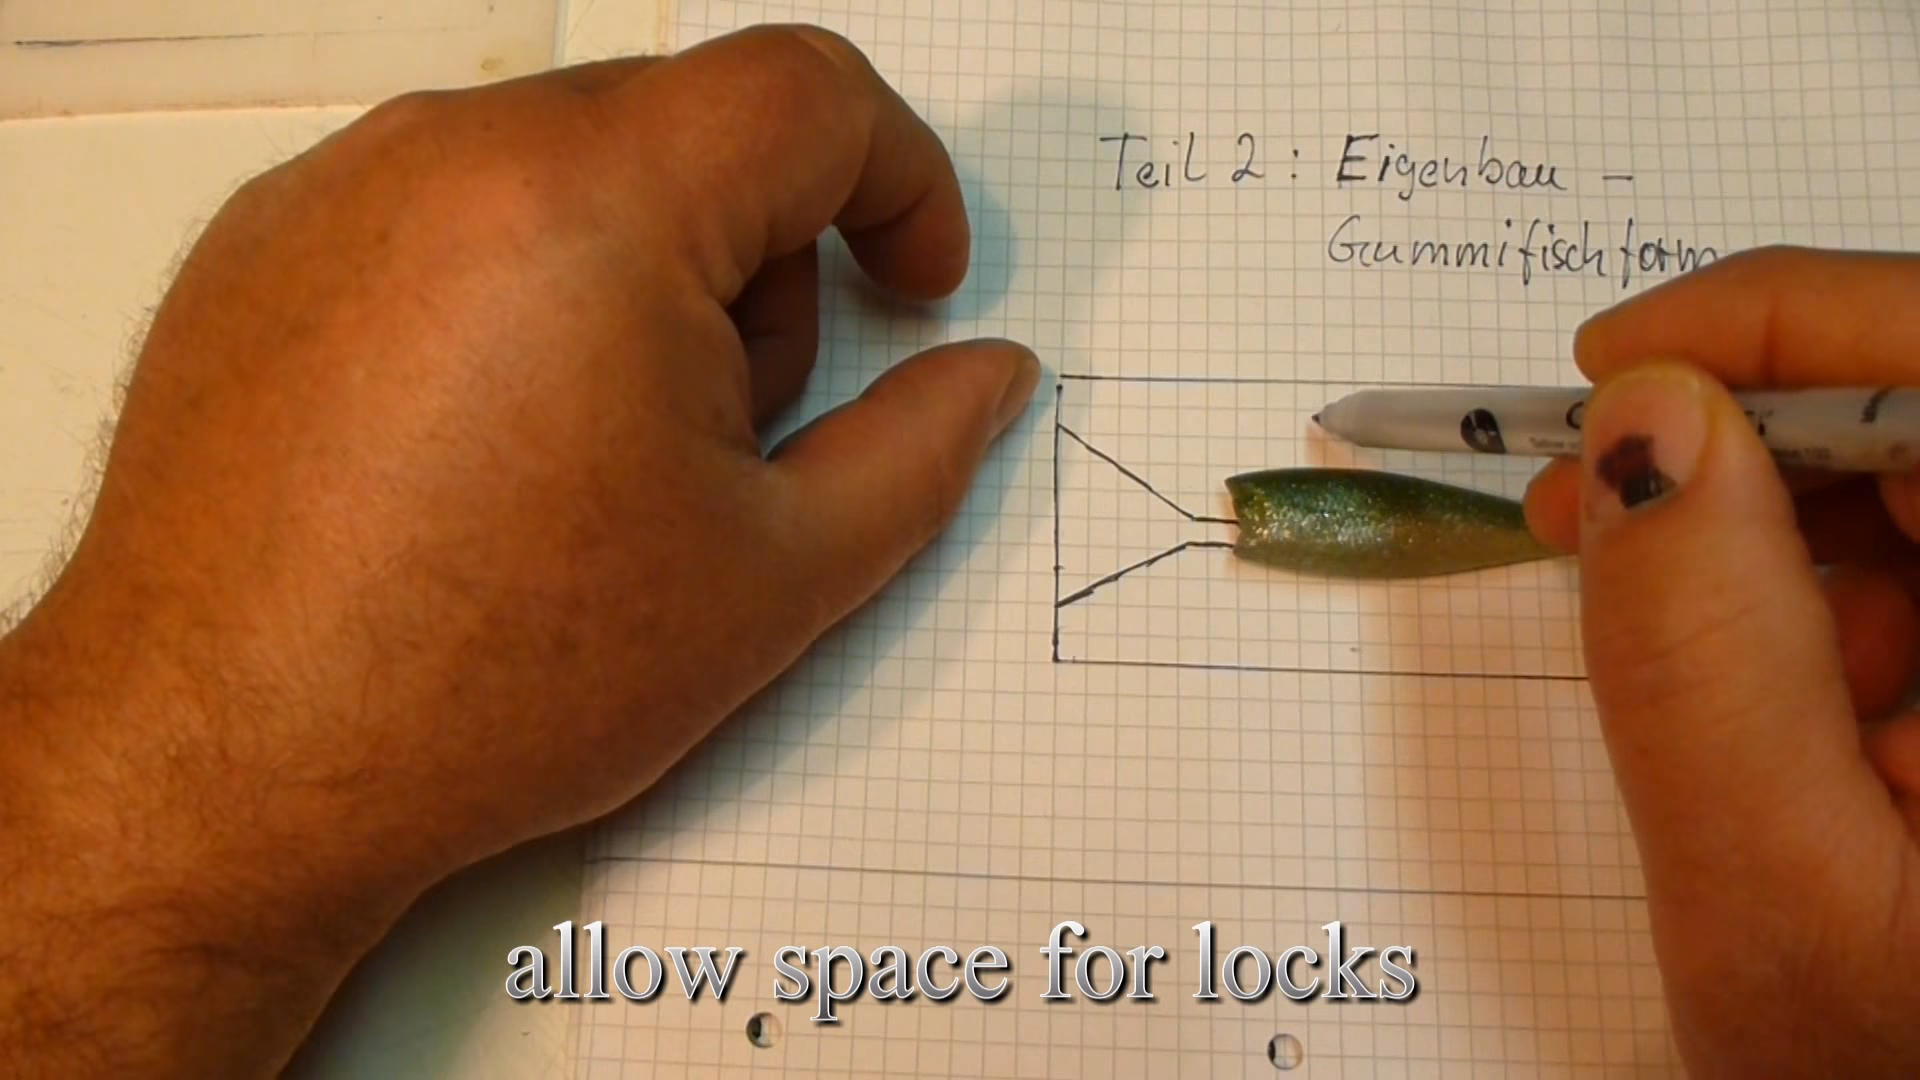 Teil 2: Eigenbau -
Gummifischform
allow space for locks